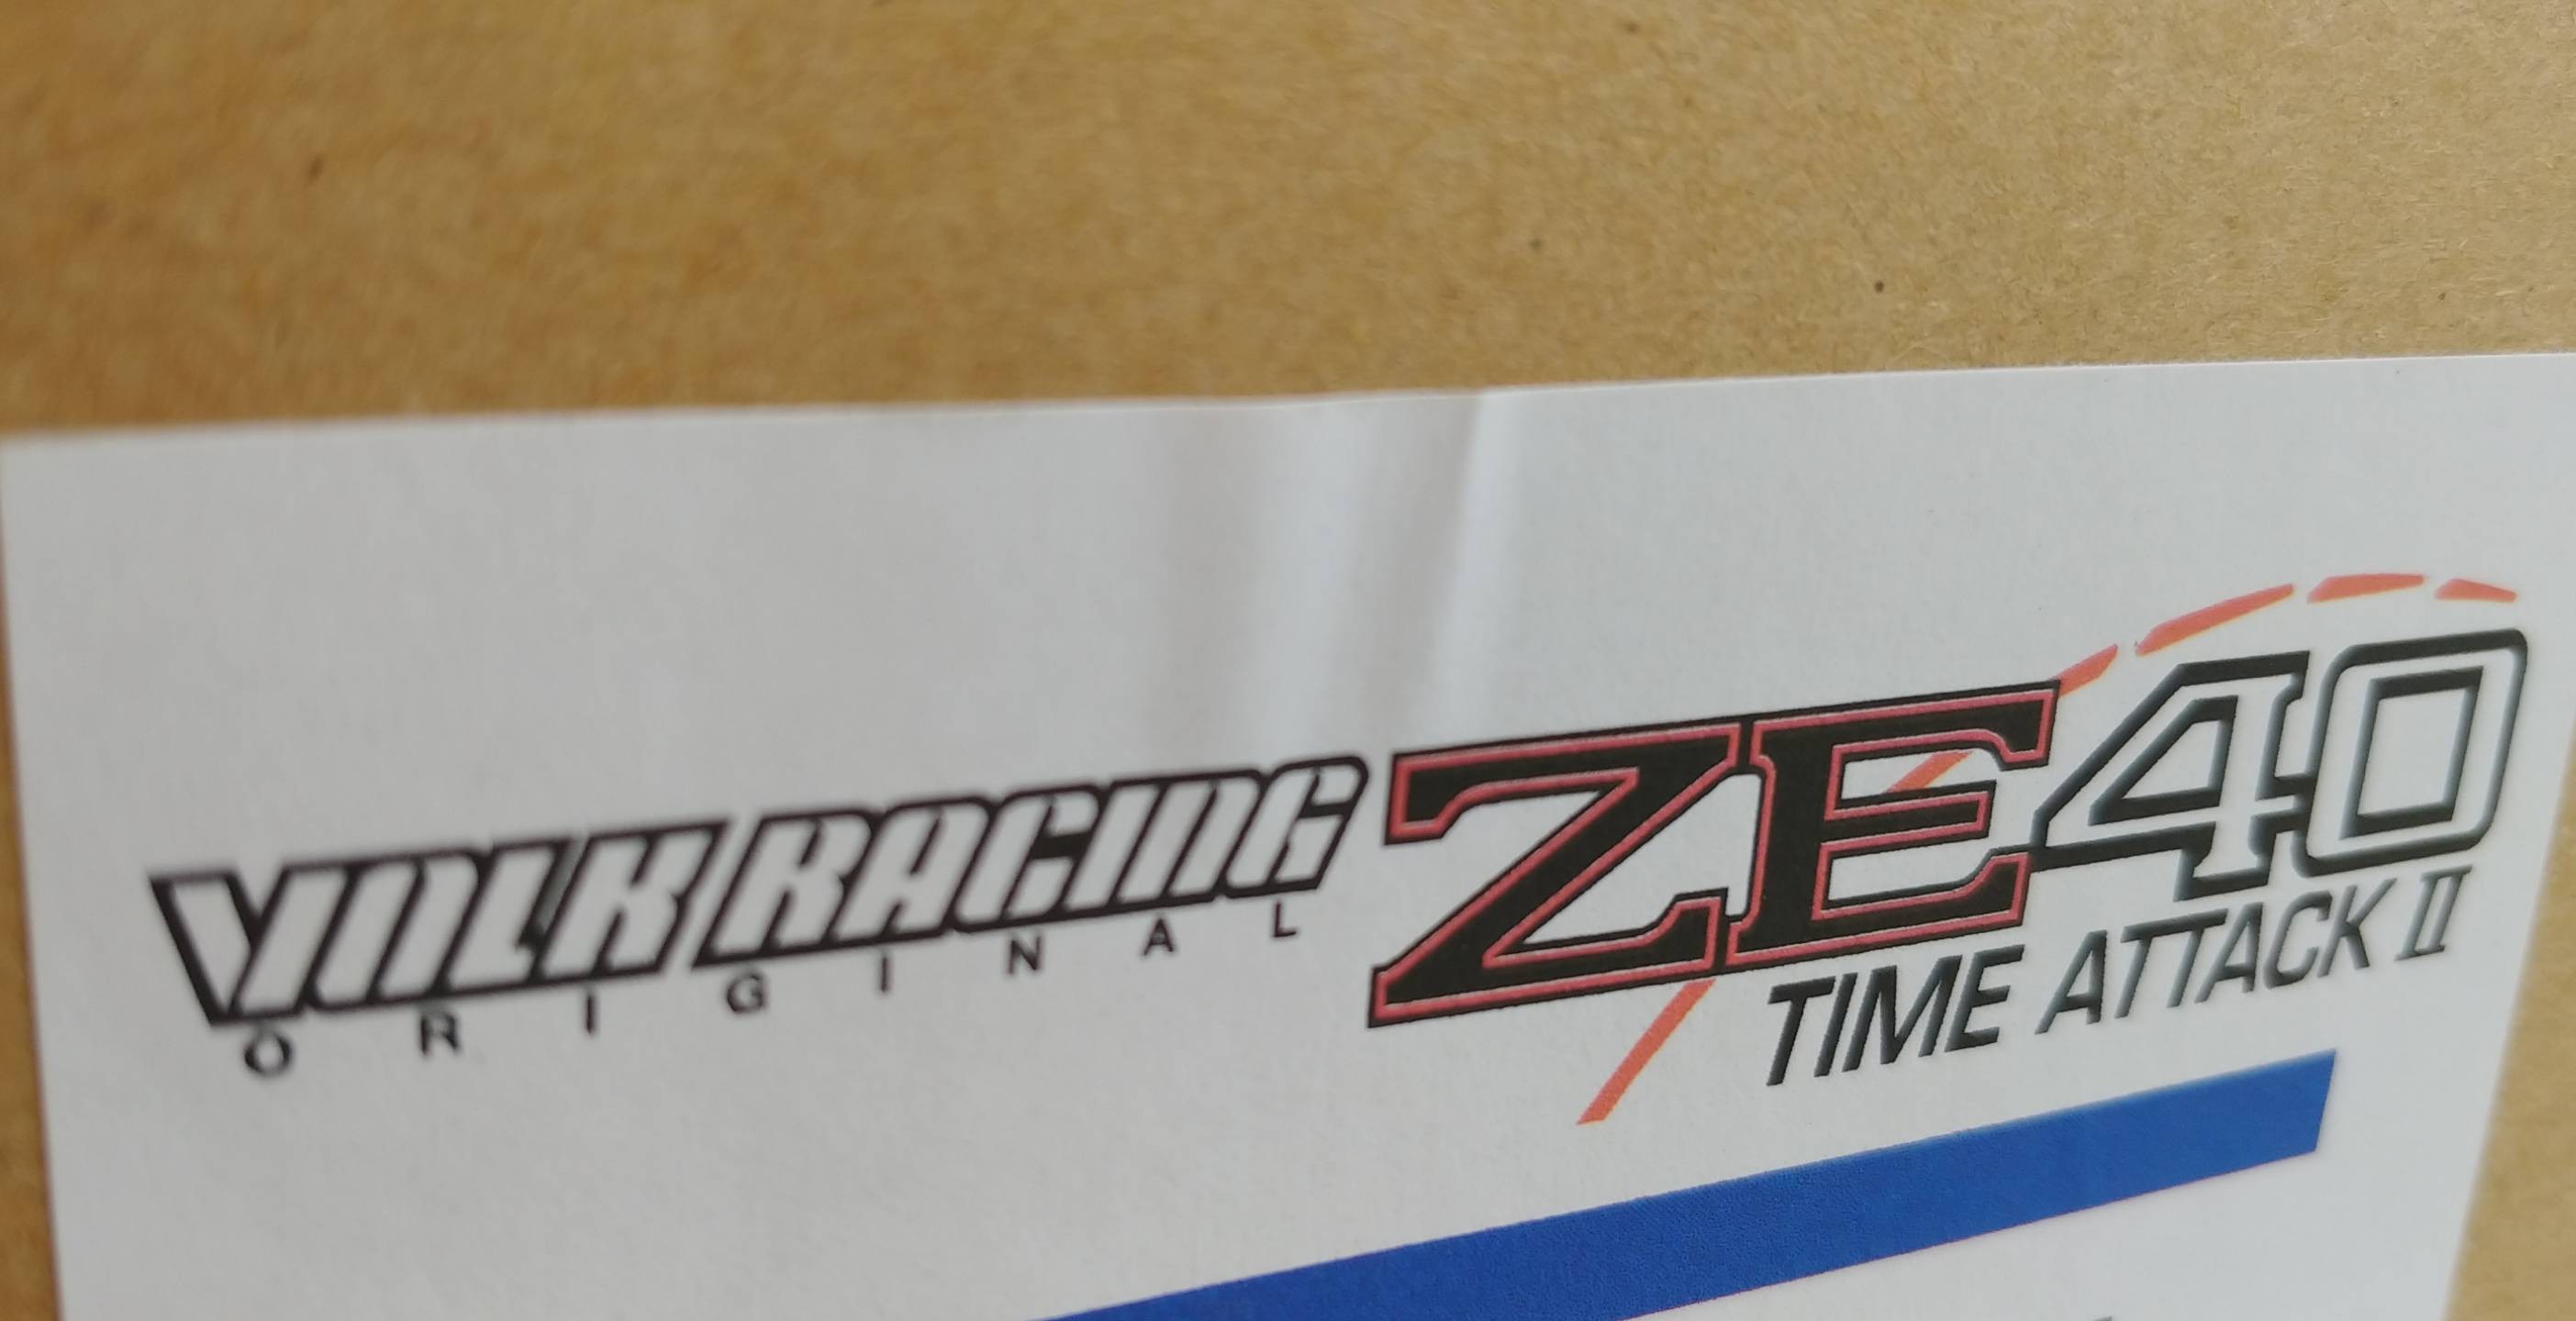 VOLK RACING ZE40
ORIGINAL
TIME ATTACK II